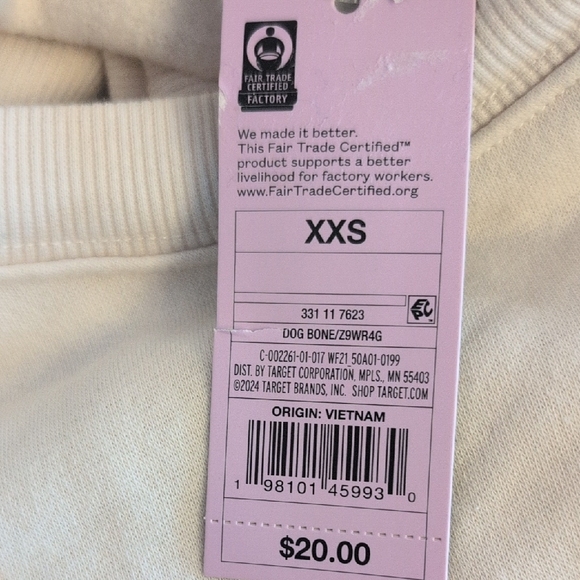 FAIR TRADE
CERTIFIED
FACTORY
We made it better.
This Fair Trade Certified™
product supports a better
livelihood for factory workers.
www.FairTradeCertified.org
XXS
331 11 7623
EPC
DOG BONE/Z9WR4G
C-002261-01-017 WF21_50A01-0199
DIST. BY TARGET CORPORATION, MPLS., MN 55403
©2024 TARGET BRANDS, INC. SHOP TARGET.COM
ORIGIN: VIETNAM
1 98101 45993 0
$20.00